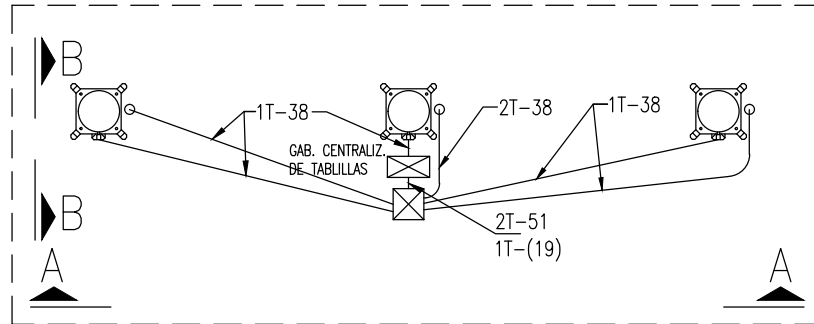 B
1T-38
2T-38
1T-38
GAB. CENTRALIZ.
DE TABLILLAS
B
2T-51
1T-(19)
A
A